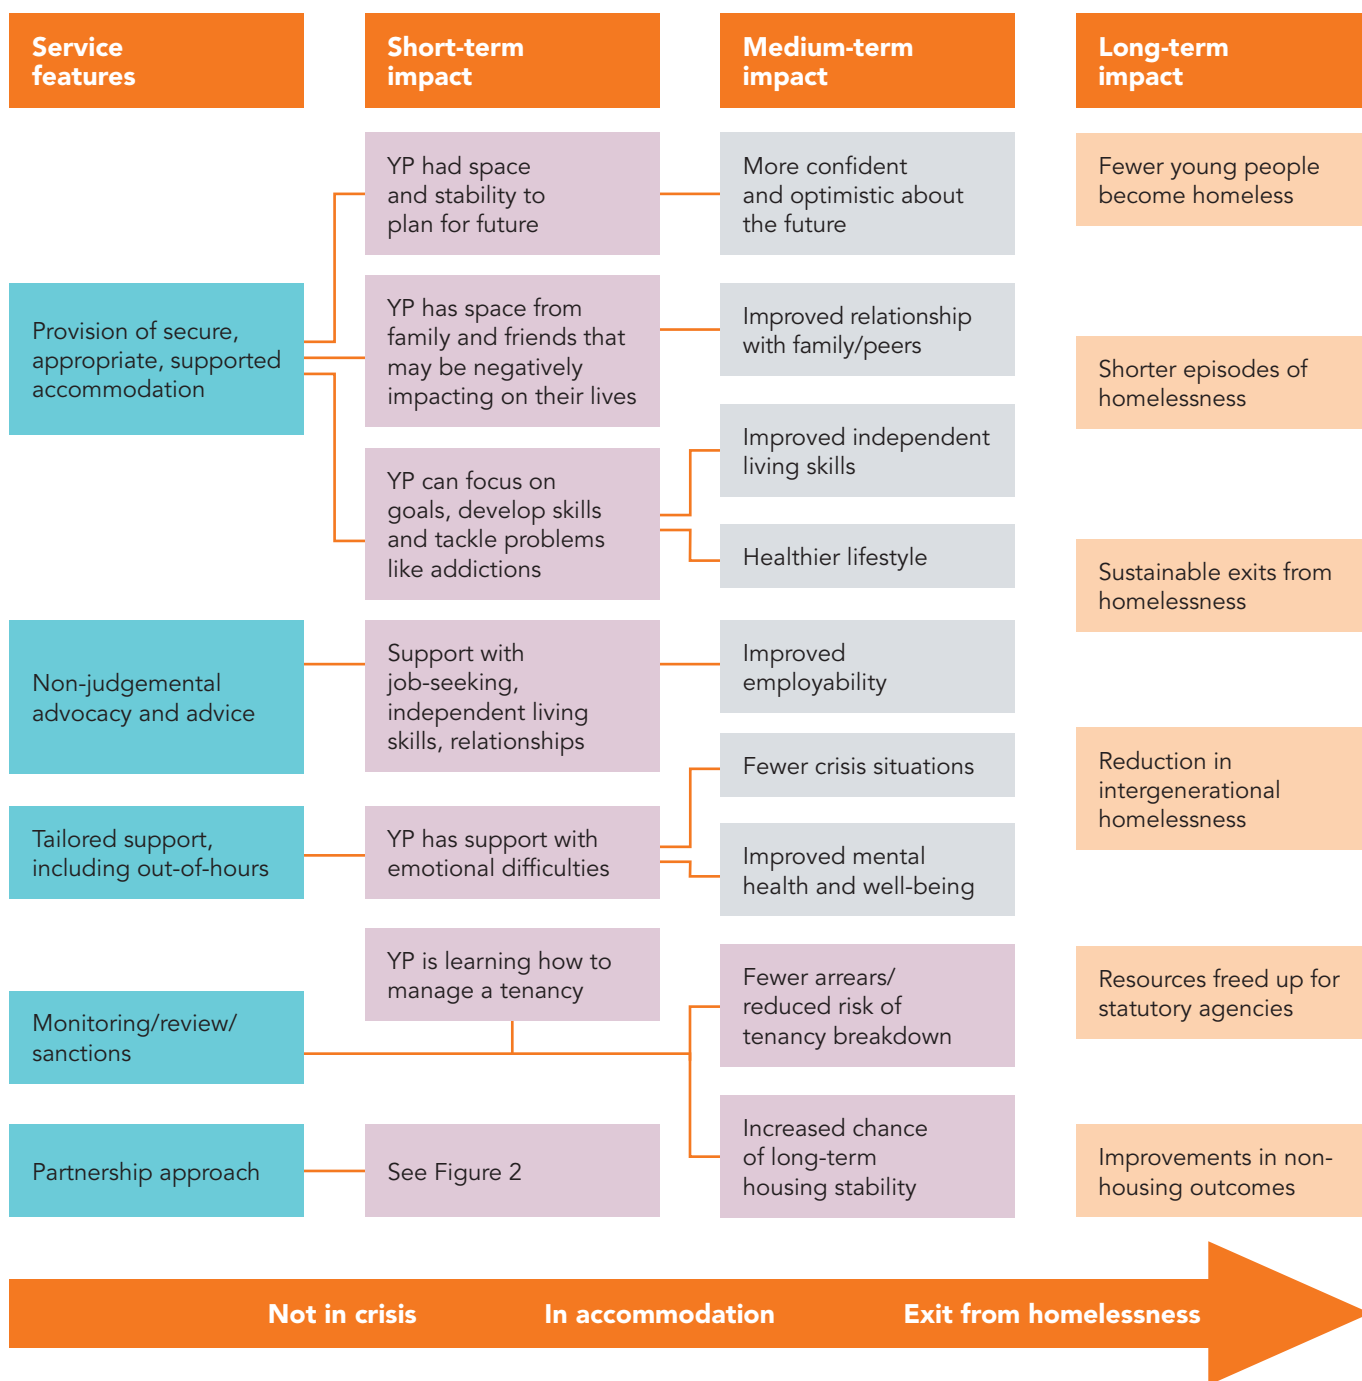 Service
features
Short-term
impact
Medium-term
impact
Long-term
impact
Provision of secure,
appropriate, supported
accommodation
Non-judgemental
advocacy and advice
Tailored support,
including out-of-hours
Monitoring/review/
sanctions
Partnership approach
YP had space
and stability to
plan for future
YP has space from
family and friends that
may be negatively
impacting on their lives
YP can focus on
goals, develop skills
and tackle problems
like addictions
Support with
job-seeking,
independent living
skills, relationships
YP has support with
emotional difficulties
YP is learning how to
manage a tenancy
See Figure 2
More confident
and optimistic about
the future
Improved relationship
with family/peers
Improved independent
living skills
Healthier lifestyle
Improved
employability
Fewer crisis situations
Improved mental
health and well-being
Fewer arrears/
reduced risk of
tenancy breakdown
Increased chance
of long-term
housing stability
Fewer young people
become homeless
Shorter episodes of
homelessness
Sustainable exits from
homelessness
Reduction in
intergenerational
homelessness
Resources freed up for
statutory agencies
Improvements in non-
housing outcomes
Not in crisis
In accommodation
Exit from homelessness